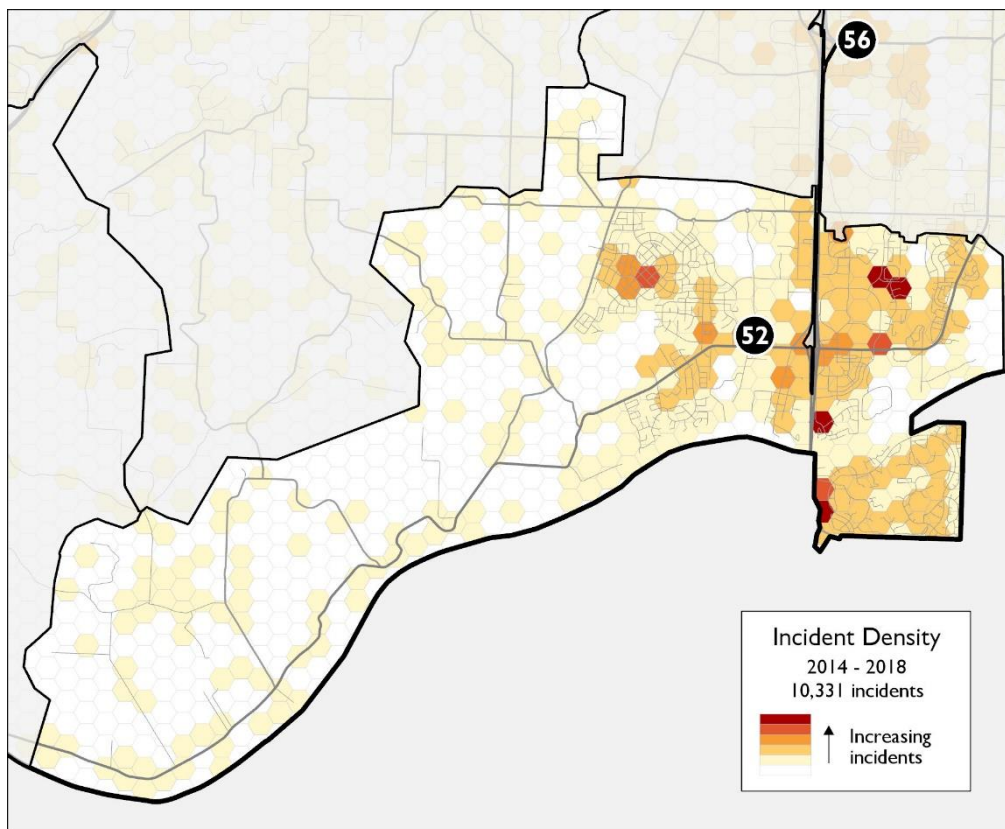 56
52
Incident Density
2014 - 2018
10,331 incidents
Increasing
incidents